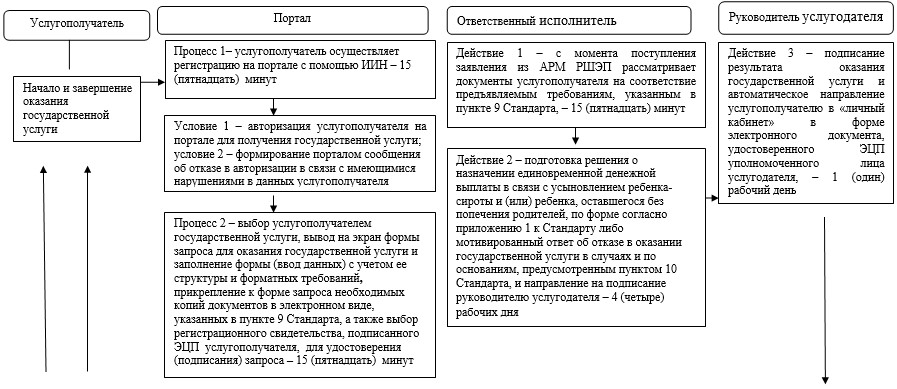 Услугополучатель
Начало и завершение
оказания
государственной
услуги
Портал
Процесс 1– услугополучатель осуществляет
регистрацию на портале с помощью ИИН – 15
(пятнадцать) минут
Условие 1 – авторизация услугополучателя на
портале для получения государственной услуги;
условие 2 – формирование порталом сообщения
об отказе в авторизации в связи с имеющимися
нарушениями в данных услугополучателя
Процесс 2 – выбор услугополучателем
государственной услуги, вывод на экран формы
запроса для оказания государственной услуги и
заполнение формы (ввод данных) с учетом ее
структуры и форматных требований,
прикрепление к форме запроса необходимых
копий документов в электронном виде,
указанных в пункте 9 Стандарта, а также выбор
регистрационного свидетельства, подписанного
ЭЦП услугополучателя, для удостоверения
(подписания) запроса – 15 (пятнадцать) минут
Ответственный исполнитель
Действие 1 – с момента поступления
заявления из АРМ РШЭП рассматривает
документы услугополучателя на соответствие
предъявляемым требованиям, указанным в
пункте 9 Стандарта, – 15 (пятнадцать) минут
Действие 2 – подготовка решения о
назначении единовременной денежной
выплаты в связи с усыновлением ребенка-
сироты и (или) ребенка, оставшегося без
попечения родителей, по форме согласно
приложению 1 к Стандарту либо
мотивированный ответ об отказе в оказании
государственной услуги в случаях и по
основаниям, предусмотренным пунктом 10
Стандарта, и направление на подписание
руководителю услугодателя – 4 (четыре)
рабочих дня
Руководитель услугодателя
Действие 3 – подписание
результата оказания
государственной услуги и
автоматическое направление
услугополучателю в «личный
кабинет» в форме
электронного документа,
удостоверенного ЭЦП
уполномоченного лица
услугодателя, – 1 (один)
рабочий день